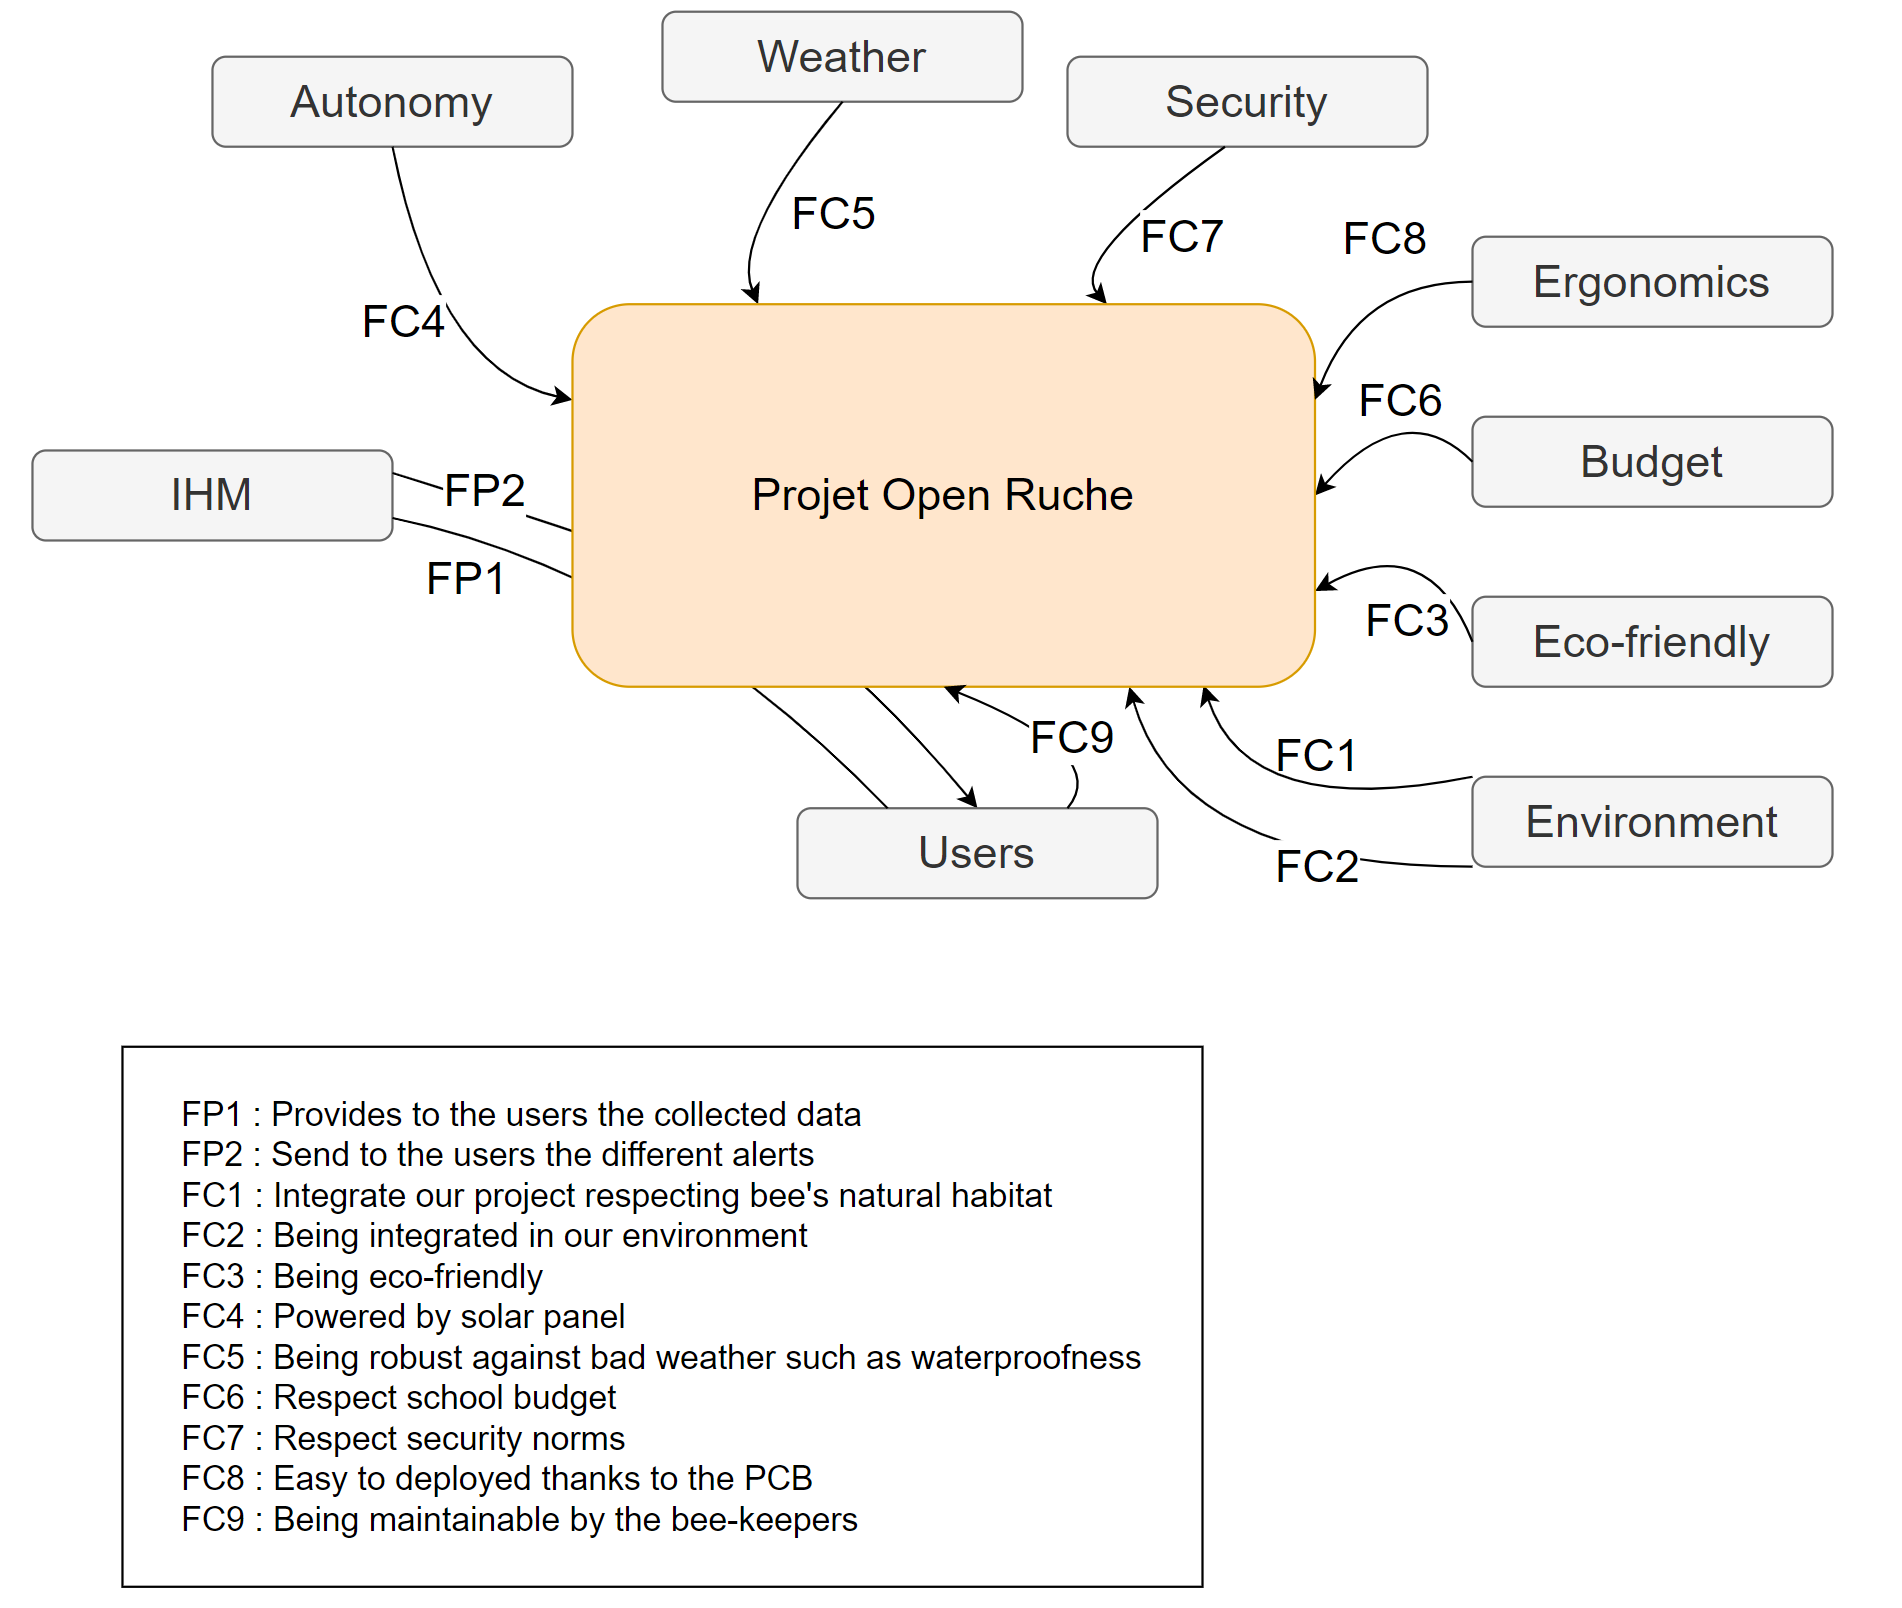 Weather
Autonomy
Security
FC5
FC7
FC8
Ergonomics
FC4
FC6
Budget
IHM
FP2
Projet Open Ruche
FP1
FC3
Eco-friendly
FC9
FC1
Environment
Users
FC2
FP1 : Provides to the users the collected data
FP2 : Send to the users the different alerts
FC1 : Integrate our project respecting bee's natural habitat
FC2 : Being integrated in our environment
FC3 : Being eco-friendly
FC4 : Powered by solar panel
FC5 : Being robust against bad weather such as waterproofness
FC6 : Respect school budget
FC7 : Respect security norms
FC8 : Easy to deployed thanks to the PCB
FC9 : Being maintainable by the bee-keepers